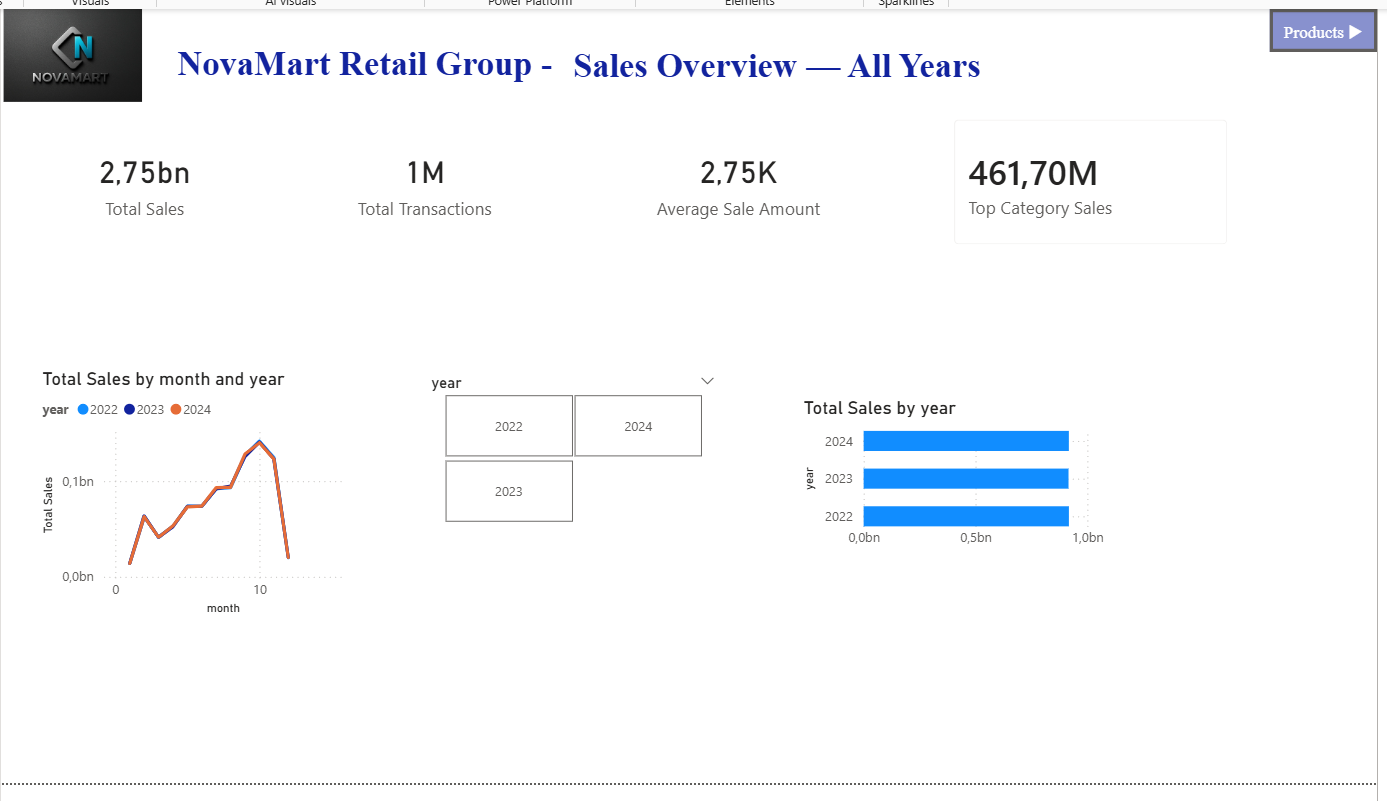 Visuals
AI visuals
Power Platform
Elements
Sparklines
N
NOVAMART
NovaMart Retail Group - Sales Overview — All Years
Products
2,75bn
Total Sales
1M
Total Transactions
2,75K
Average Sale Amount
461,70M
Top Category Sales
Total Sales by month and year
year 2022 2023 2024
Total Sales
0,1bn
0,0bn
0
10
month
year
2022
2024
2023
Total Sales by year
year
2024
2023
2022
0,0bn
0,5bn
1,0bn